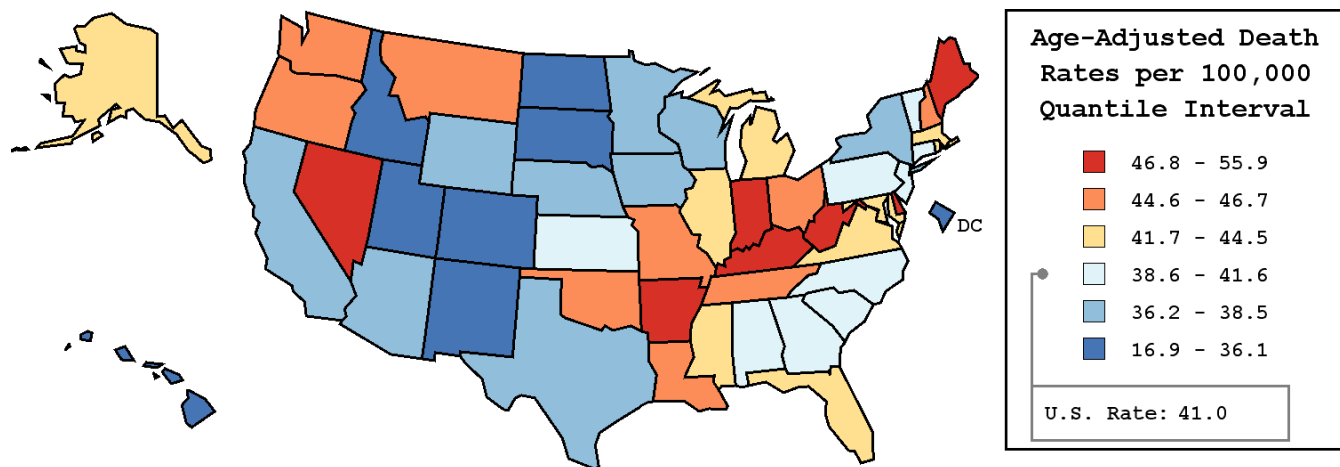 Age-Adjusted Death
Rates per 100,000
Quantile Interval
46.8 - 55.9
44.6 - 46.7
41.7 - 44.5
38.6 - 41.6
36.2 - 38.5
16.9 - 36.1
U.S. Rate: 41.0
DC